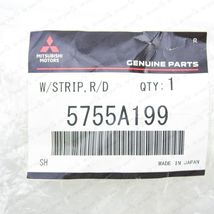 MITSUBISHI
MOTORS
GENUINE PARTS
W/STRIP,R/D QTY:1
5755A199
SH
MADE IN JAPAN